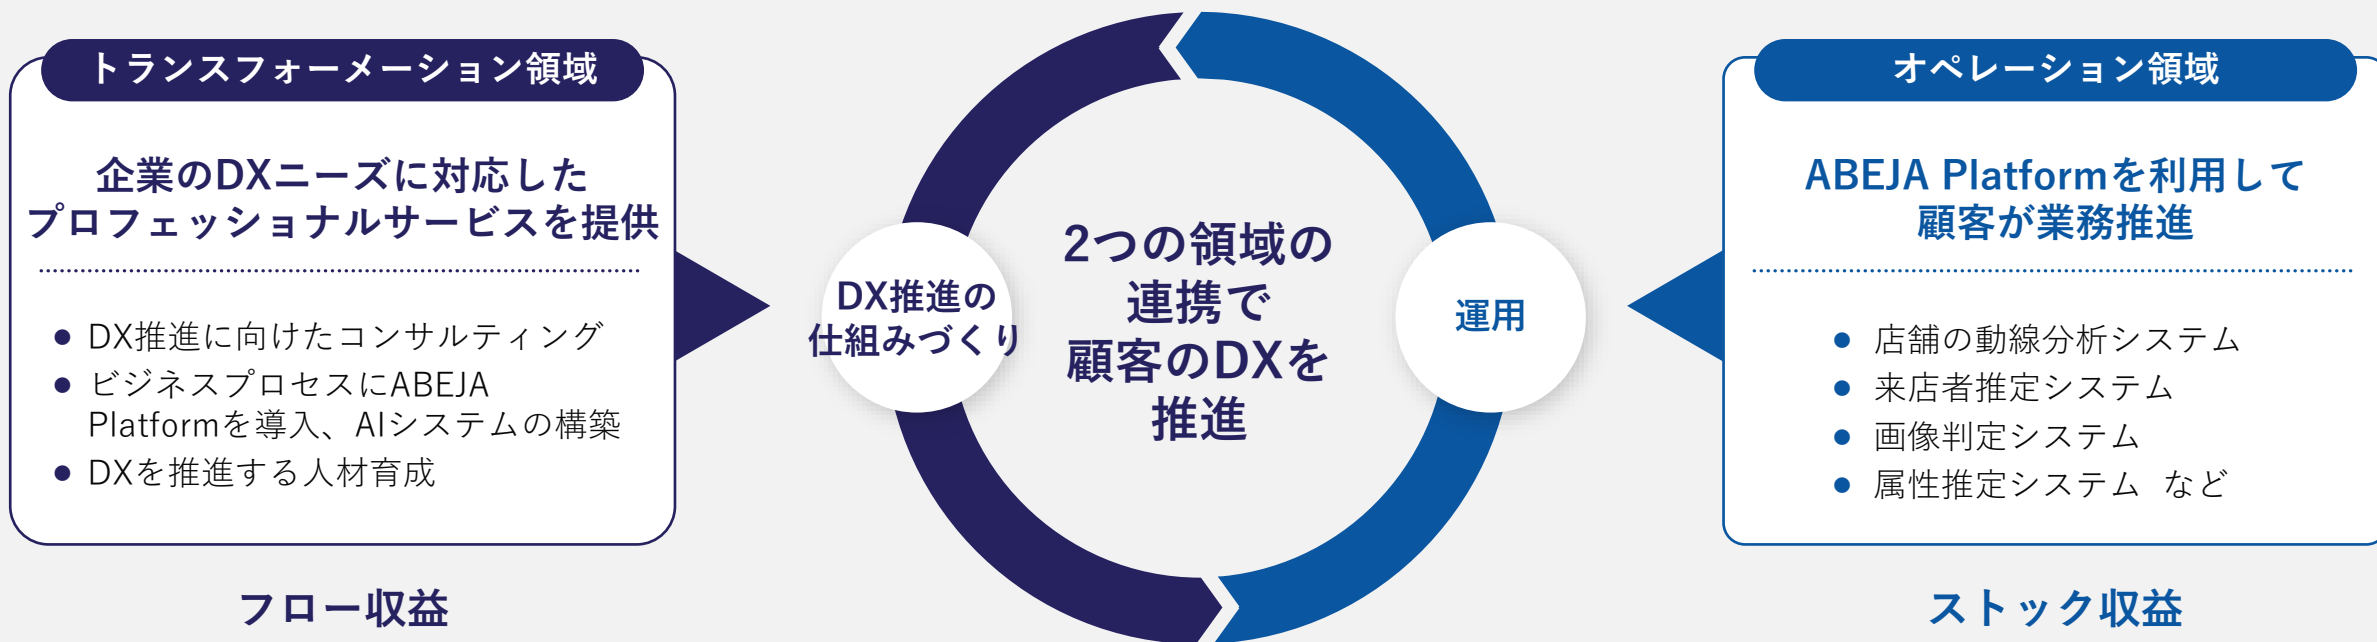 トランスフォーメーション領域
企業のDXニーズに対応した
プロフェッショナルサービスを提供
● DX推進に向けたコンサルティング
● ビジネスプロセスにABEJA
Platformを導入、AIシステムの構築
● DXを推進する人材育成
フロー収益
DX推進の
仕組みづくり
2つの領域の
連携で
顧客のDXを
推進
運用
オペレーション領域
ABEJA Platformを利用して
顧客が業務推進
● 店舗の動線分析システム
● 来店者推定システム
● 画像判定システム
● 属性推定システム など
ストック収益